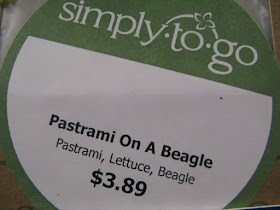 simply·to·go
Pastrami On A Beagle
Pastrami, Lettuce, Beagle
$3.89